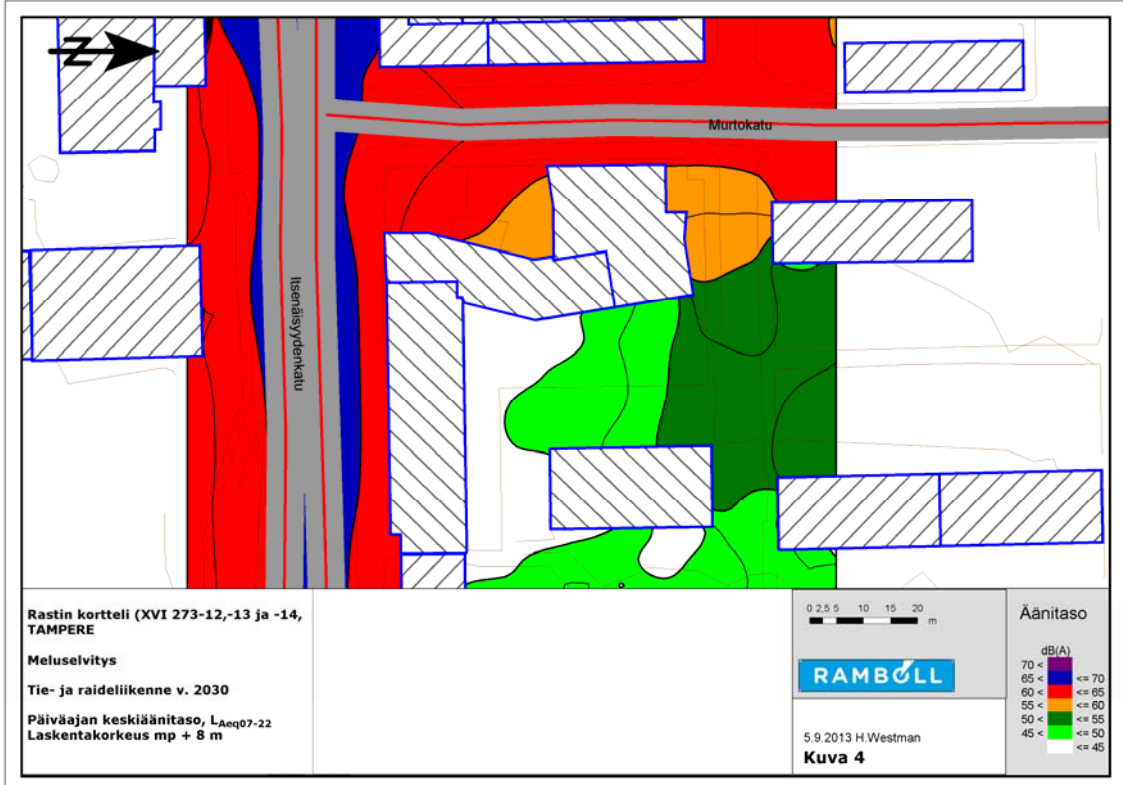 N
Murtokatu
Itsenäisyydenkatu
Rastin kortteli (XVI 273-12,-13 ja -14,
TAMPERE
Meluselvitys
Tie- ja raideliikenne v. 2030
Päiväajan keskiäänitaso, LAeq07-22
Laskentakorkeus mp + 8 m
0 2,5 5 10 15 20
m
RAMBOLL
5.9.2013 H.Westman
Kuva 4
Äänitaso
dB(A)
70 <
65 < <= 70
60 < <= 65
55 < <= 60
50 < <= 55
45 < <= 50
<= 45